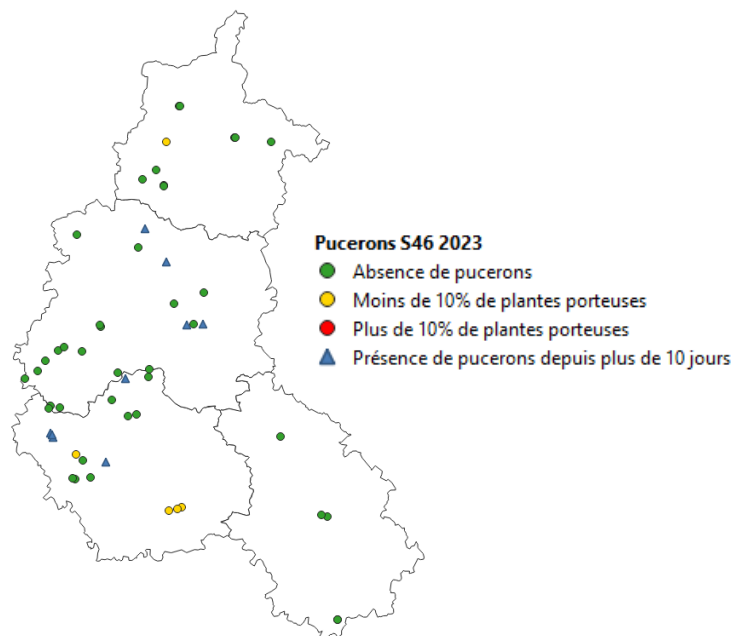 Pucerons S46 2023
Absence de pucerons
Moins de 10% de plantes porteuses
Plus de 10% de plantes porteuses
Présence de pucerons depuis plus de 10 jours